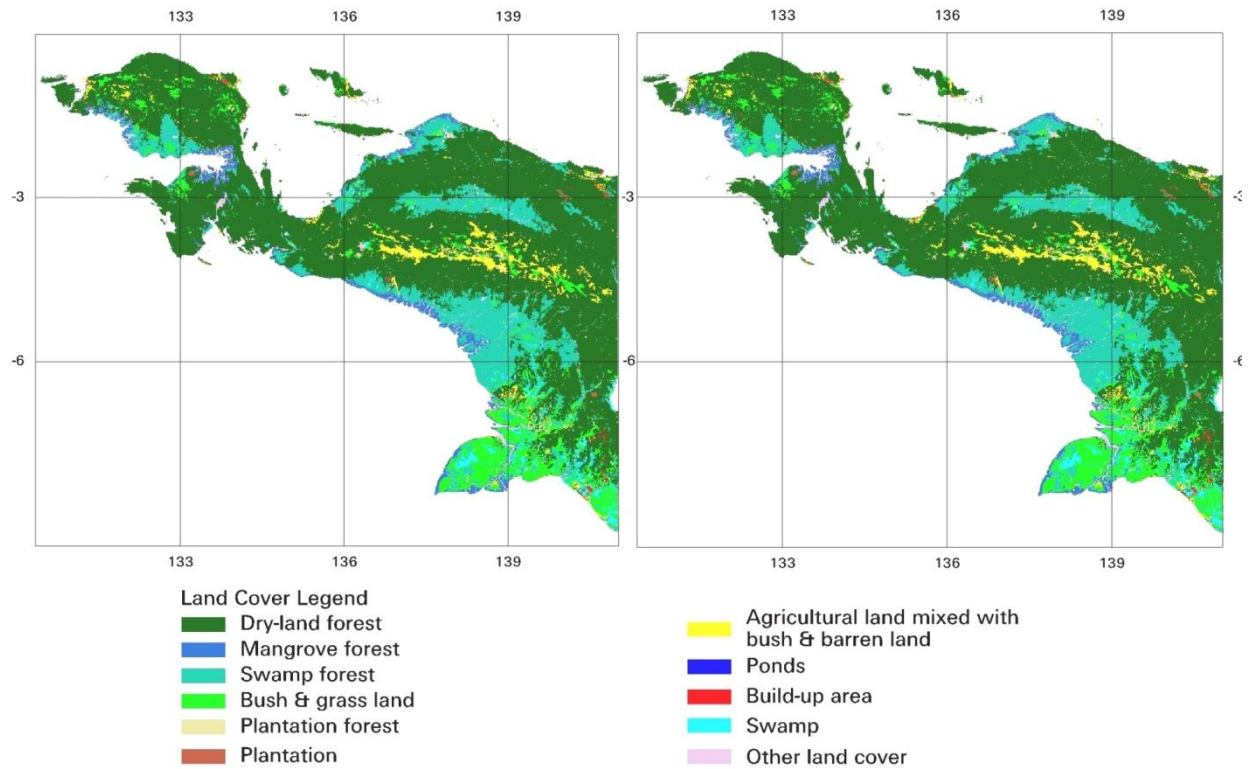 133 136 139 133 136 139
-3 -3
-6 -6
133 136 139 133 136 139
Land Cover Legend
Dry-land forest
Mangrove forest
Swamp forest
Bush & grass land
Plantation forest
Plantation
Agricultural land mixed with
bush & barren land
Ponds
Build-up area
Swamp
Other land cover